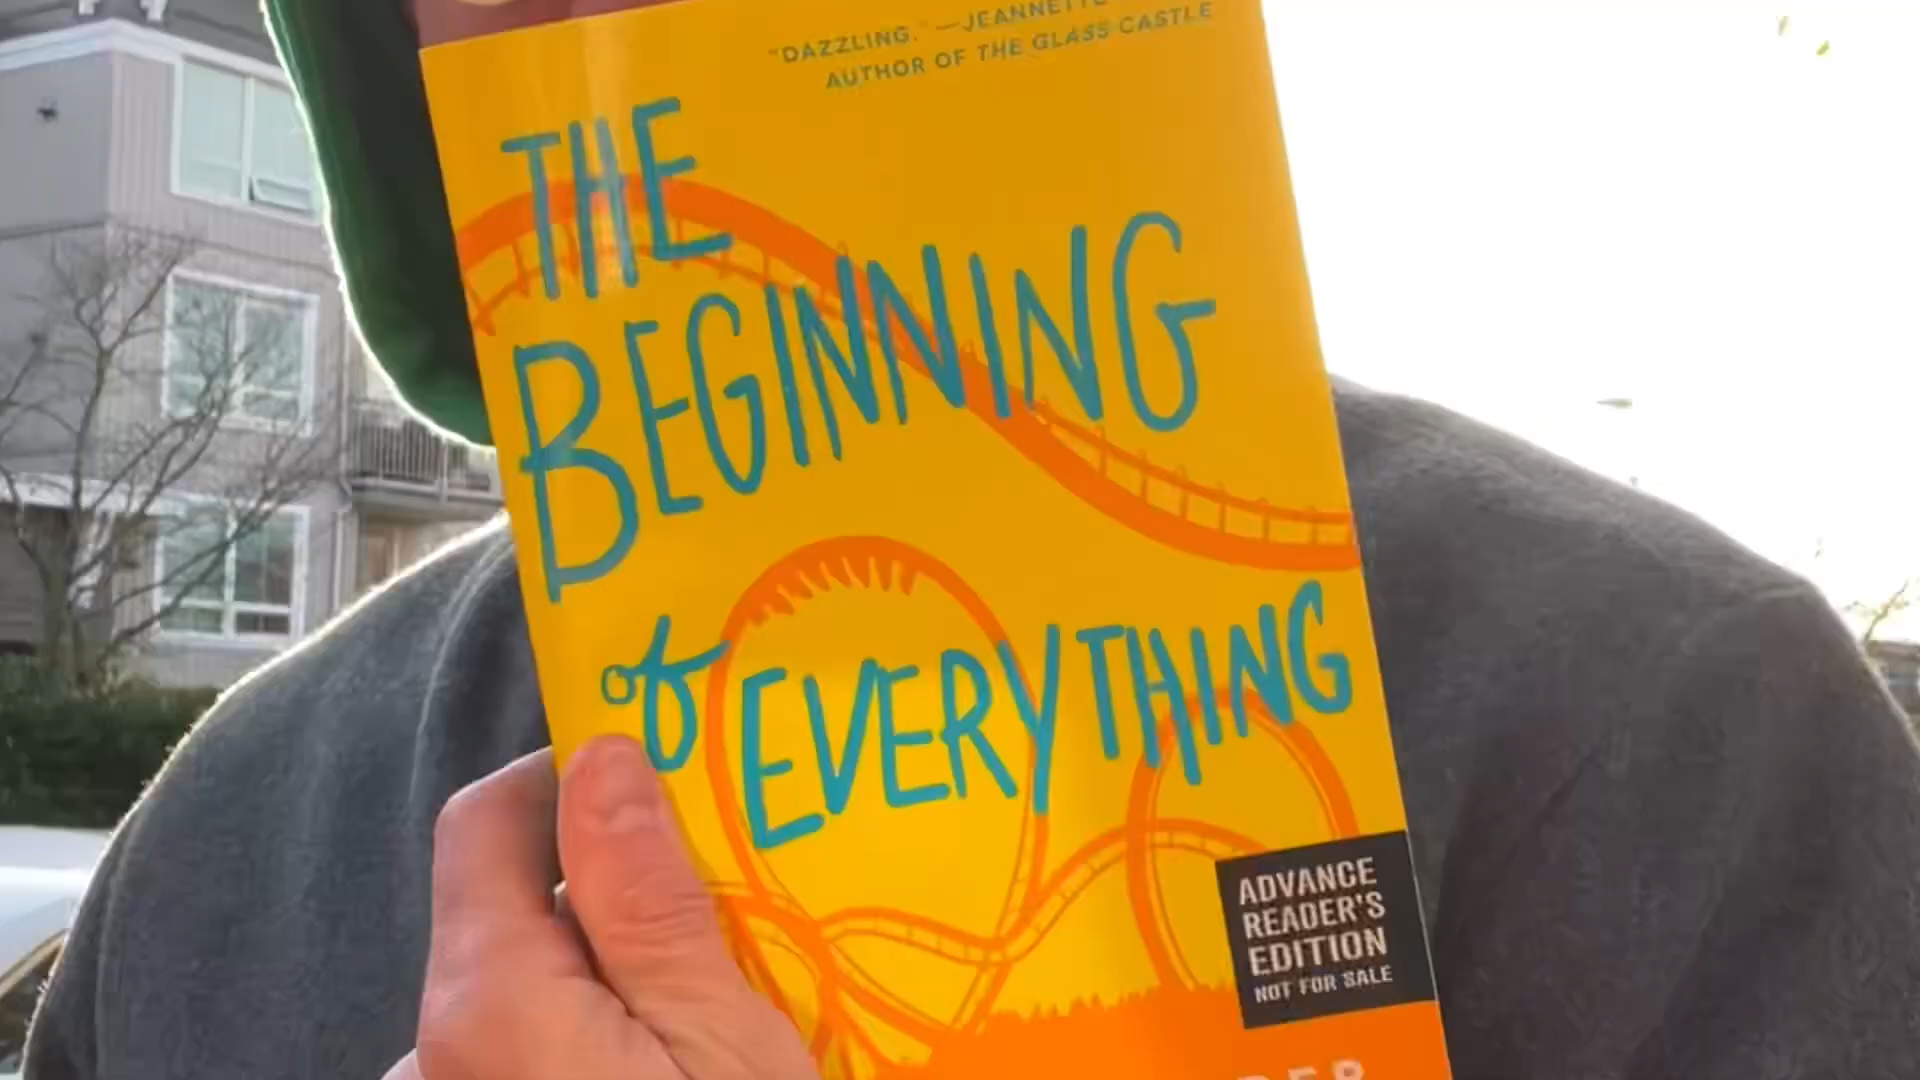 "DAZZLING." —JEANNETTE
AUTHOR OF THE GLASS CASTLE
THE
BEGINNING
of EVERYTHING
ADVANCE
READER'S
EDITION
NOT FOR SALE